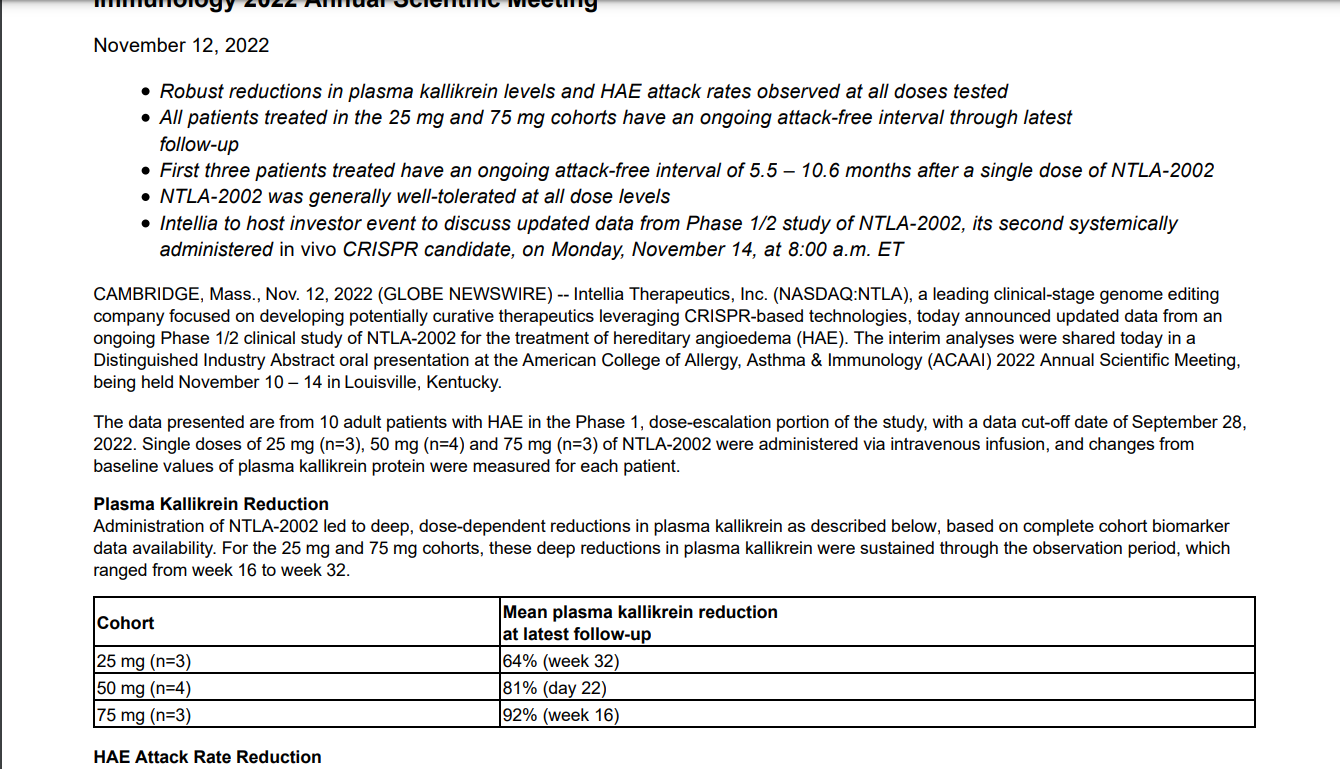 Immunology 2022 Annual Scientific Meeting
November 12, 2022
• Robust reductions in plasma kallikrein levels and HAE attack rates observed at all doses tested
• All patients treated in the 25 mg and 75 mg cohorts have an ongoing attack-free interval through latest
follow-up
• First three patients treated have an ongoing attack-free interval of 5.5 – 10.6 months after a single dose of NTLA-2002
• NTLA-2002 was generally well-tolerated at all dose levels
• Intellia to host investor event to discuss updated data from Phase 1/2 study of NTLA-2002, its second systemically
administered in vivo CRISPR candidate, on Monday, November 14, at 8:00 a.m. ET
CAMBRIDGE, Mass., Nov. 12, 2022 (GLOBE NEWSWIRE) -- Intellia Therapeutics, Inc. (NASDAQ:NTLA), a leading clinical-stage genome editing
company focused on developing potentially curative therapeutics leveraging CRISPR-based technologies, today announced updated data from an
ongoing Phase 1/2 clinical study of NTLA-2002 for the treatment of hereditary angioedema (HAE). The interim analyses were shared today in a
Distinguished Industry Abstract oral presentation at the American College of Allergy, Asthma & Immunology (ACAAI) 2022 Annual Scientific Meeting,
being held November 10 – 14 in Louisville, Kentucky.
The data presented are from 10 adult patients with HAE in the Phase 1, dose-escalation portion of the study, with a data cut-off date of September 28,
2022. Single doses of 25 mg (n=3), 50 mg (n=4) and 75 mg (n=3) of NTLA-2002 were administered via intravenous infusion, and changes from
baseline values of plasma kallikrein protein were measured for each patient.
Plasma Kallikrein Reduction
Administration of NTLA-2002 led to deep, dose-dependent reductions in plasma kallikrein as described below, based on complete cohort biomarker
data availability. For the 25 mg and 75 mg cohorts, these deep reductions in plasma kallikrein were sustained through the observation period, which
ranged from week 16 to week 32.
Cohort
Mean plasma kallikrein reduction
at latest follow-up
25 mg (n=3) 64% (week 32)
50 mg (n=4) 81% (day 22)
75 mg (n=3) 92% (week 16)
HAE Attack Rate Reduction